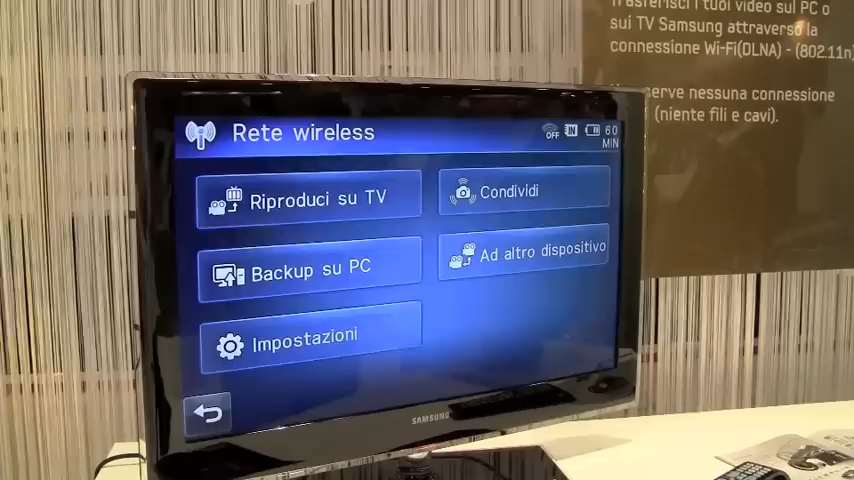 Trasferisci i tuoi video sul PC o
sui TV Samsung attraverso la
connessione Wi-Fi(DLNA) - (802.11n)
serve nessuna connessione
(niente fili e cavi).
Rete wireless
OFF
IN
60
MIN
Riproduci su TV
Condividi
Backup su PC
Ad altro dispositivo
Impostazioni
SAMSUNG